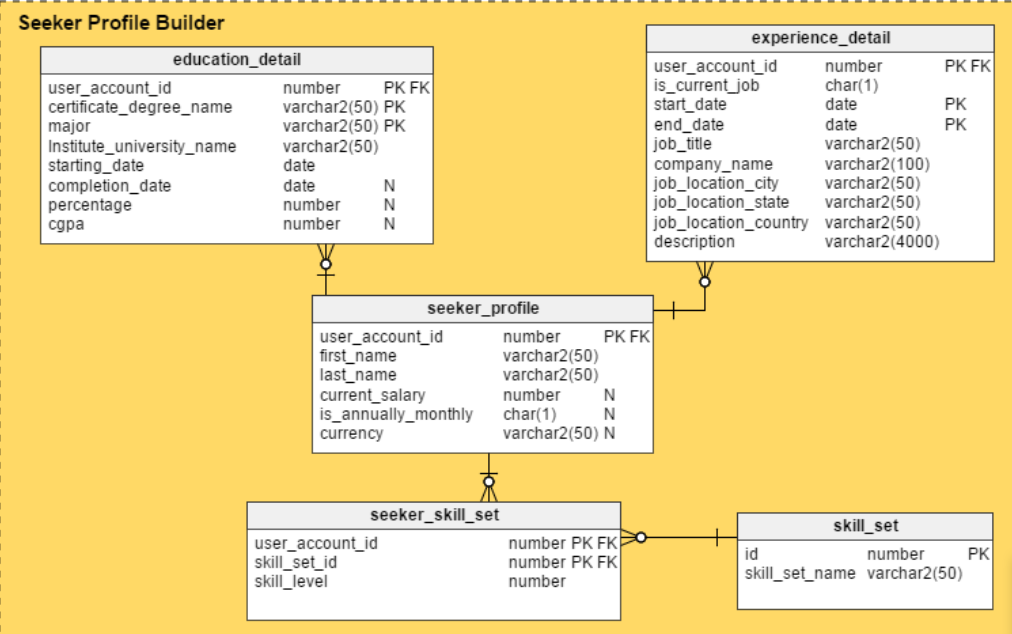 Seeker Profile Builder
education_detail
user_account_id number PK FK
certificate_degree_name varchar2(50) PK
major varchar2(50) PK
Institute_university_name varchar2(50)
starting_date date
completion_date date N
percentage number N
cgpa number N
experience_detail
user_account_id number PK FK
is_current_job char(1)
start_date date PK
end_date date PK
job_title varchar2(50)
company_name varchar2(100)
job_location_city varchar2(50)
job_location_state varchar2(50)
job_location_country varchar2(50)
description varchar2(4000)
seeker_profile
user_account_id number PK FK
first_name varchar2(50)
last_name varchar2(50)
current_salary number N
is_annually_monthly char(1) N
currency varchar2(50) N
seeker_skill_set
user_account_id number PK FK
skill_set_id number PK FK
skill_level number
skill_set
id number PK
skill_set_name varchar2(50)